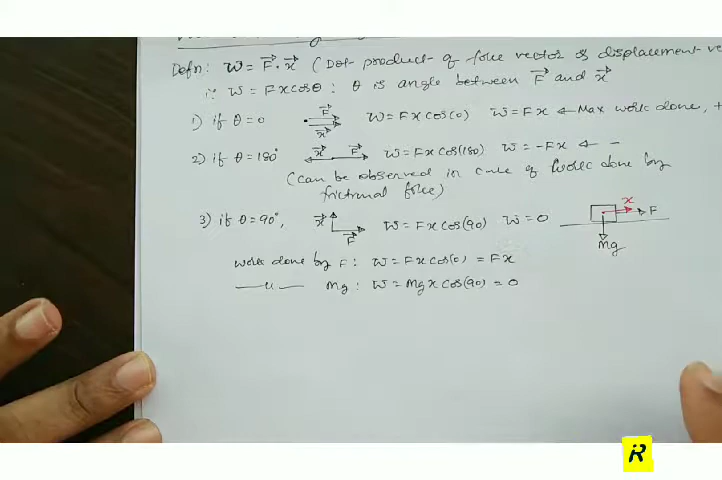 Defn: W = F⃗ · x⃗ (Dot product of force vector & displacement ve
∴ W = Fx cosθ : θ is angle between F⃗ and x⃗
1) if θ = 0 F⃗ x⃗ W = Fx cos(0) W = Fx ← Max work done, +
2) if θ = 180° x⃗ F⃗ W = Fx cos(180) W = -Fx ← -
(can be observed in case of work done by
frictional force)
3) if θ = 90°, x⃗ F⃗ W = Fx cos(90) W = 0 x F Mg
work done by F : W = Fx cos(0) = Fx
—— u —— Mg : W = Mgx cos(90) = 0
R